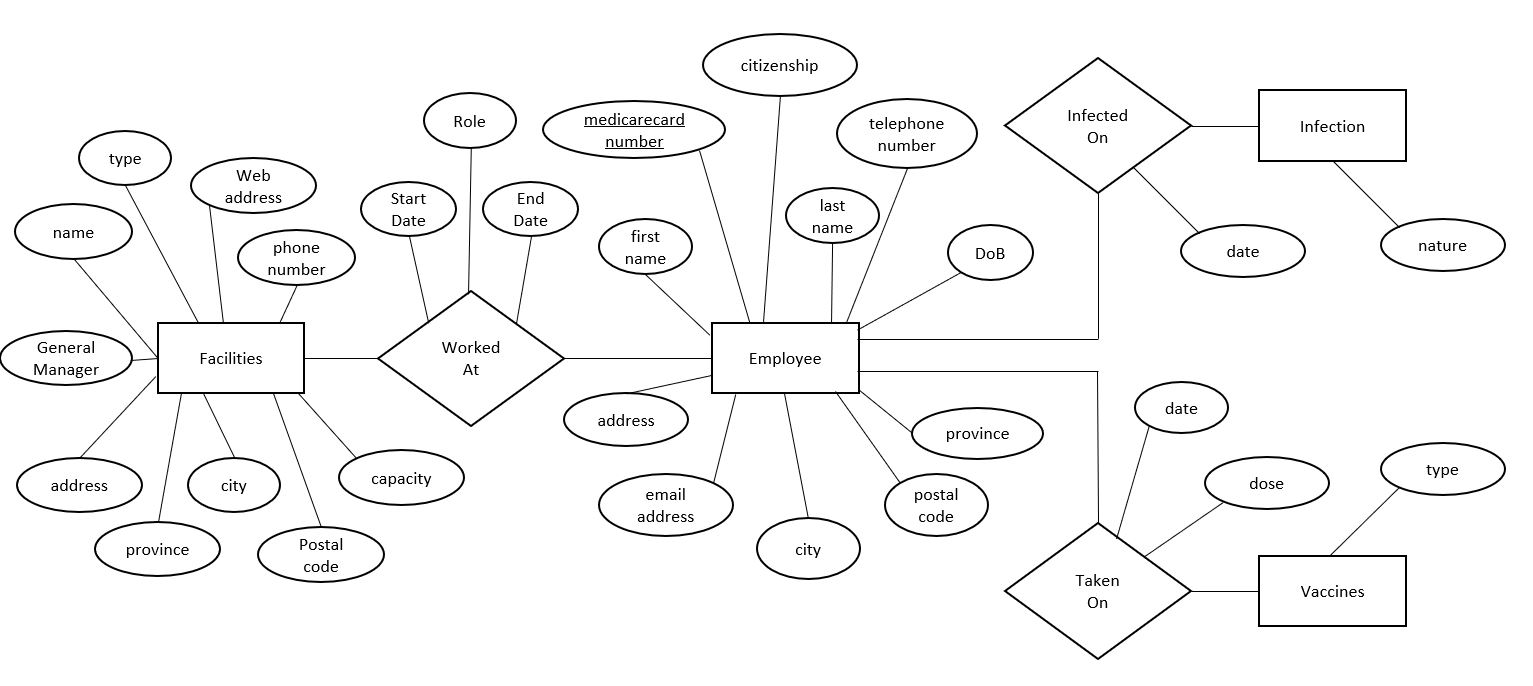 citizenship
Role
medicarecard
number
telephone
number
Infected
On
Infection
type
Web
address
Start
Date
End
Date
last
name
name
phone
number
first
name
DoB
date
nature
General
Manager
Facilities
Worked
At
Employee
address
province
date
address
city
capacity
email
address
postal
code
dose
type
province
Postal
code
city
Taken
On
Vaccines